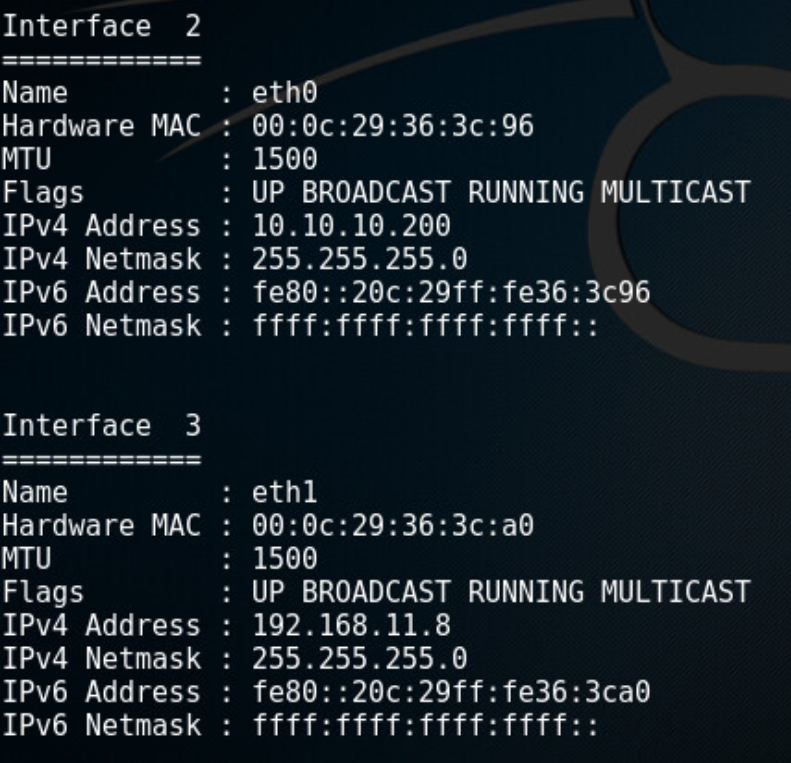 Interface  2
============
Name         : eth0
Hardware MAC : 00:0c:29:36:3c:96
MTU          : 1500
Flags        : UP BROADCAST RUNNING MULTICAST
IPv4 Address : 10.10.10.200
IPv4 Netmask : 255.255.255.0
IPv6 Address : fe80::20c:29ff:fe36:3c96
IPv6 Netmask : ffff:ffff:ffff:ffff::
Interface  3
============
Name         : eth1
Hardware MAC : 00:0c:29:36:3c:a0
MTU          : 1500
Flags        : UP BROADCAST RUNNING MULTICAST
IPv4 Address : 192.168.11.8
IPv4 Netmask : 255.255.255.0
IPv6 Address : fe80::20c:29ff:fe36:3ca0
IPv6 Netmask : ffff:ffff:ffff:ffff::